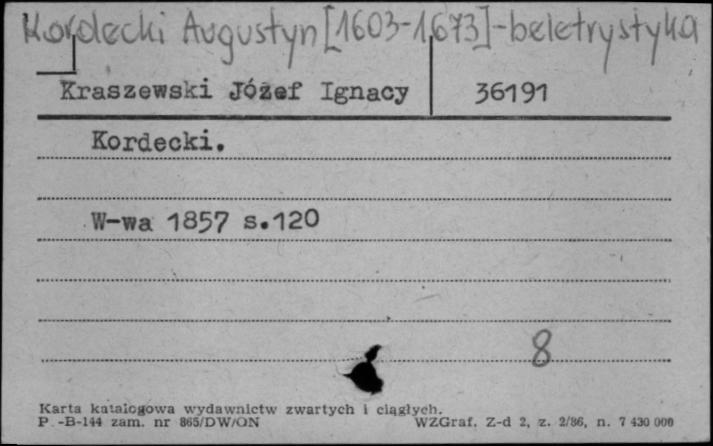 Kordecki Augustyn [1603-1673]-beletrystyka
Kraszewski Józef Ignacy 36191
Kordecki.
W-wa 1857 s.120
8
Karta katalogowa wydawnictw zwartych i ciągłych.
P.-B-144 zam. nr 865/DW/ON WZGraf. Z-d 2, z. 2/86, n. 7 430 000